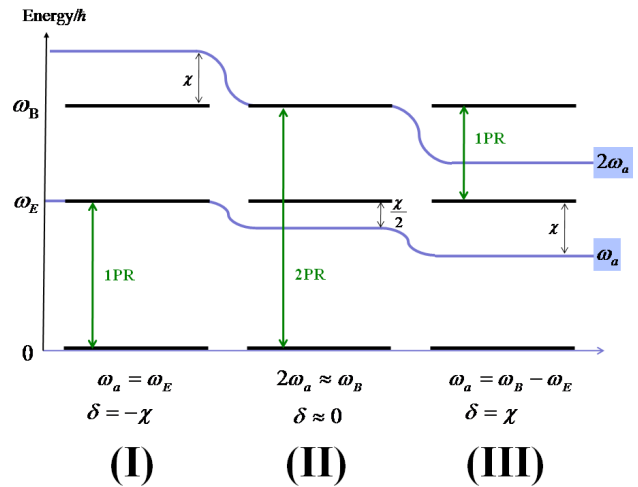 Energy/ħ
χ
ω_B
1PR
2ω_a
ω_E
χ/2
χ
1PR
2PR
ω_a
0
ω_a = ω_E 2ω_a ≈ ω_B ω_a = ω_B − ω_E
δ = −χ δ ≈ 0 δ = χ
(I) (II) (III)